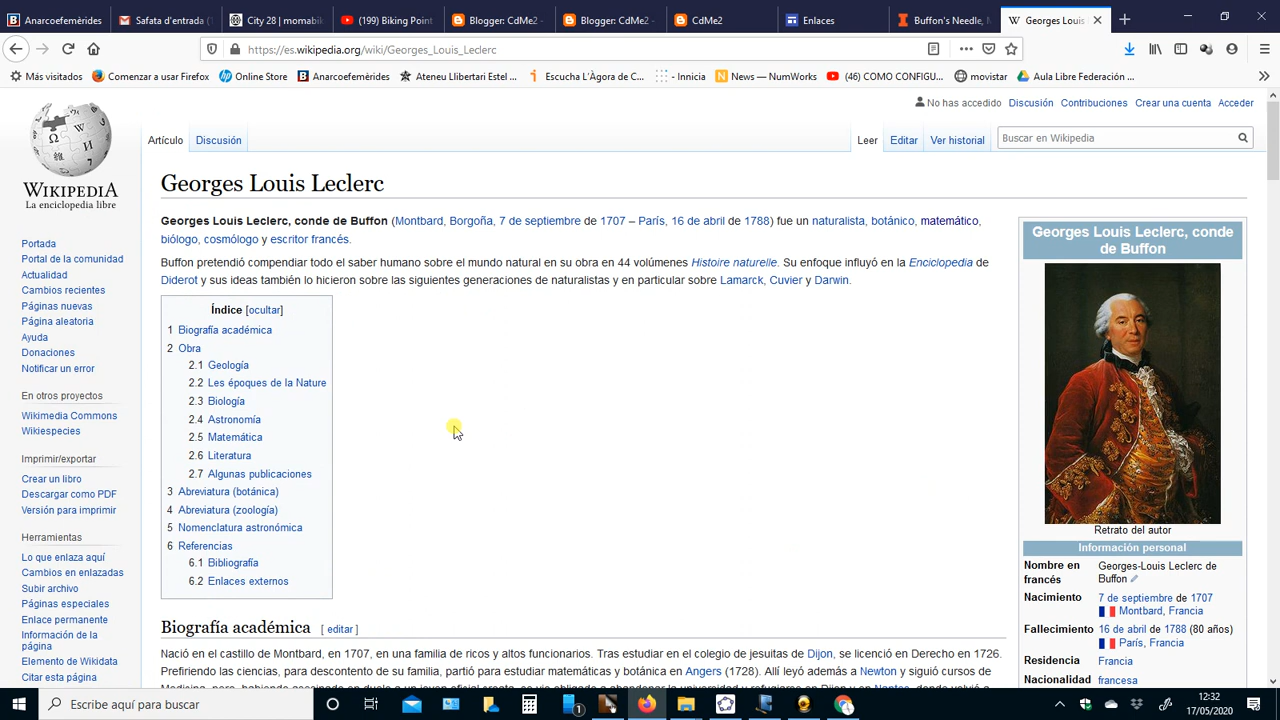 Anarcoefemèrides
Safata d'entrada (
City 28 | momabik
(199) Biking Point
Blogger: CdMe2 -
Blogger: CdMe2 -
CdMe2
Enlaces
Buffon's Needle,
Georges Louis
https://es.wikipedia.org/wiki/Georges_Louis_Leclerc
Más visitados
Comenzar a usar Firefox
Online Store
Anarcoefemèrides
Ateneu Llibertari Estel ...
Escucha L'Àgora de C...
- Innicia
News — NumWorks
(46) COMO CONFIGU...
movistar
Aula Libre Federación ...
No has accedido Discusión Contribuciones Crear una cuenta Acceder
Artículo Discusión
Leer Editar Ver historial
Buscar en Wikipedia
WIKIPEDIA
La enciclopedia libre
Portada
Portal de la comunidad
Actualidad
Cambios recientes
Páginas nuevas
Página aleatoria
Ayuda
Donaciones
Notificar un error
En otros proyectos
Wikimedia Commons
Wikiespecies
Imprimir/exportar
Crear un libro
Descargar como PDF
Versión para imprimir
Herramientas
Lo que enlaza aquí
Cambios en enlazadas
Subir archivo
Páginas especiales
Enlace permanente
Información de la
página
Elemento de Wikidata
Citar esta página
Georges Louis Leclerc
Georges Louis Leclerc, conde de Buffon (Montbard, Borgoña, 7 de septiembre de 1707 – París, 16 de abril de 1788) fue un naturalista, botánico, matemático,
biólogo, cosmólogo y escritor francés.
Buffon pretendió compendiar todo el saber humano sobre el mundo natural en su obra en 44 volúmenes Histoire naturelle. Su enfoque influyó en la Enciclopedia de
Diderot y sus ideas también lo hicieron sobre las siguientes generaciones de naturalistas y en particular sobre Lamarck, Cuvier y Darwin.
Índice [ocultar]
1 Biografía académica
2 Obra
2.1 Geología
2.2 Les époques de la Nature
2.3 Biología
2.4 Astronomía
2.5 Matemática
2.6 Literatura
2.7 Algunas publicaciones
3 Abreviatura (botánica)
4 Abreviatura (zoología)
5 Nomenclatura astronómica
6 Referencias
6.1 Bibliografía
6.2 Enlaces externos
Biografía académica [ editar ]
Nació en el castillo de Montbard, en 1707, en una familia de ricos y altos funcionarios. Tras estudiar en el colegio de jesuitas de Dijon, se licenció en Derecho en 1726.
Prefiriendo las ciencias, para descontento de su familia, partió para estudiar matemáticas y botánica en Angers (1728). Allí leyó además a Newton y siguió cursos de
Georges Louis Leclerc, conde
de Buffon
Retrato del autor
Información personal
Nombre en
francés
Georges-Louis Leclerc de
Buffon
Nacimiento
7 de septiembre de 1707
Montbard, Francia
Fallecimiento
16 de abril de 1788 (80 años)
París, Francia
Residencia
Francia
Nacionalidad
francesa
Escribe aquí para buscar
12:32
17/05/2020